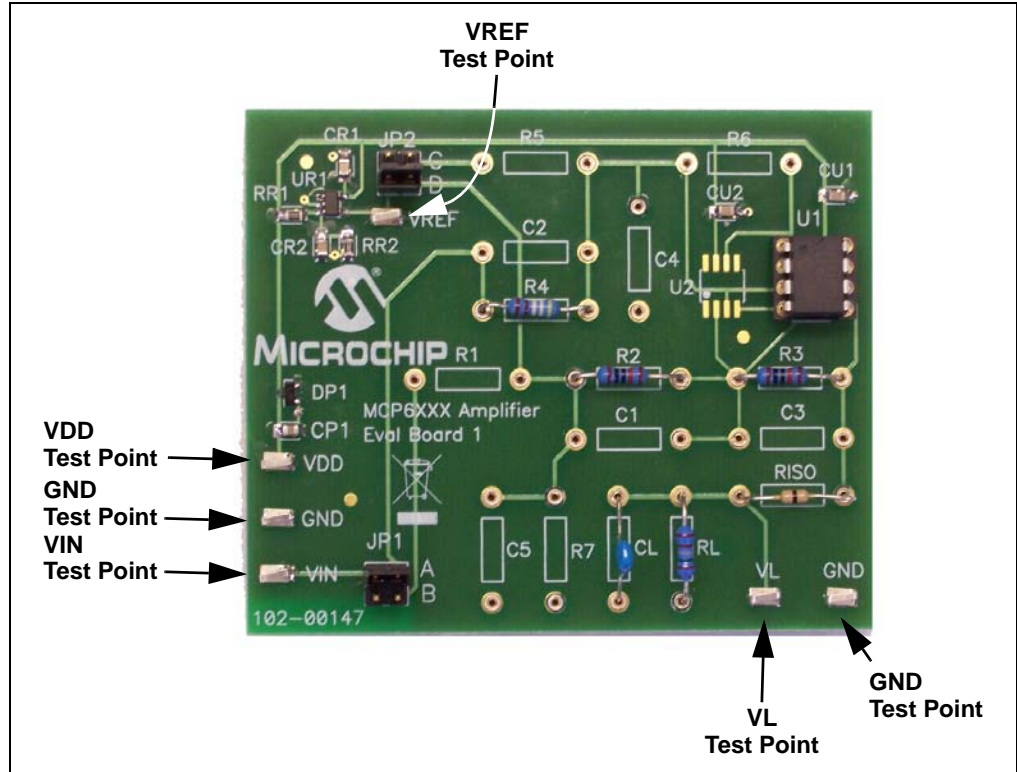 VREF
Test Point
CR1
JP2
R5
R6
UR1
C
D
CU1
RR1
VREF
CU2
U1
C2
CR2
RR2
C4
U2
R4
®
MICROCHIP
R1
R2
R3
DP1
MCP6XXX Amplifier
Eval Board 1
C1
C3
CP1
VDD
Test Point
VDD
RISO
GND
Test Point
GND
VIN
Test Point
JP1
C5
R7
CL
RL
VIN
A
B
VL
GND
102-00147
GND
Test Point
VL
Test Point